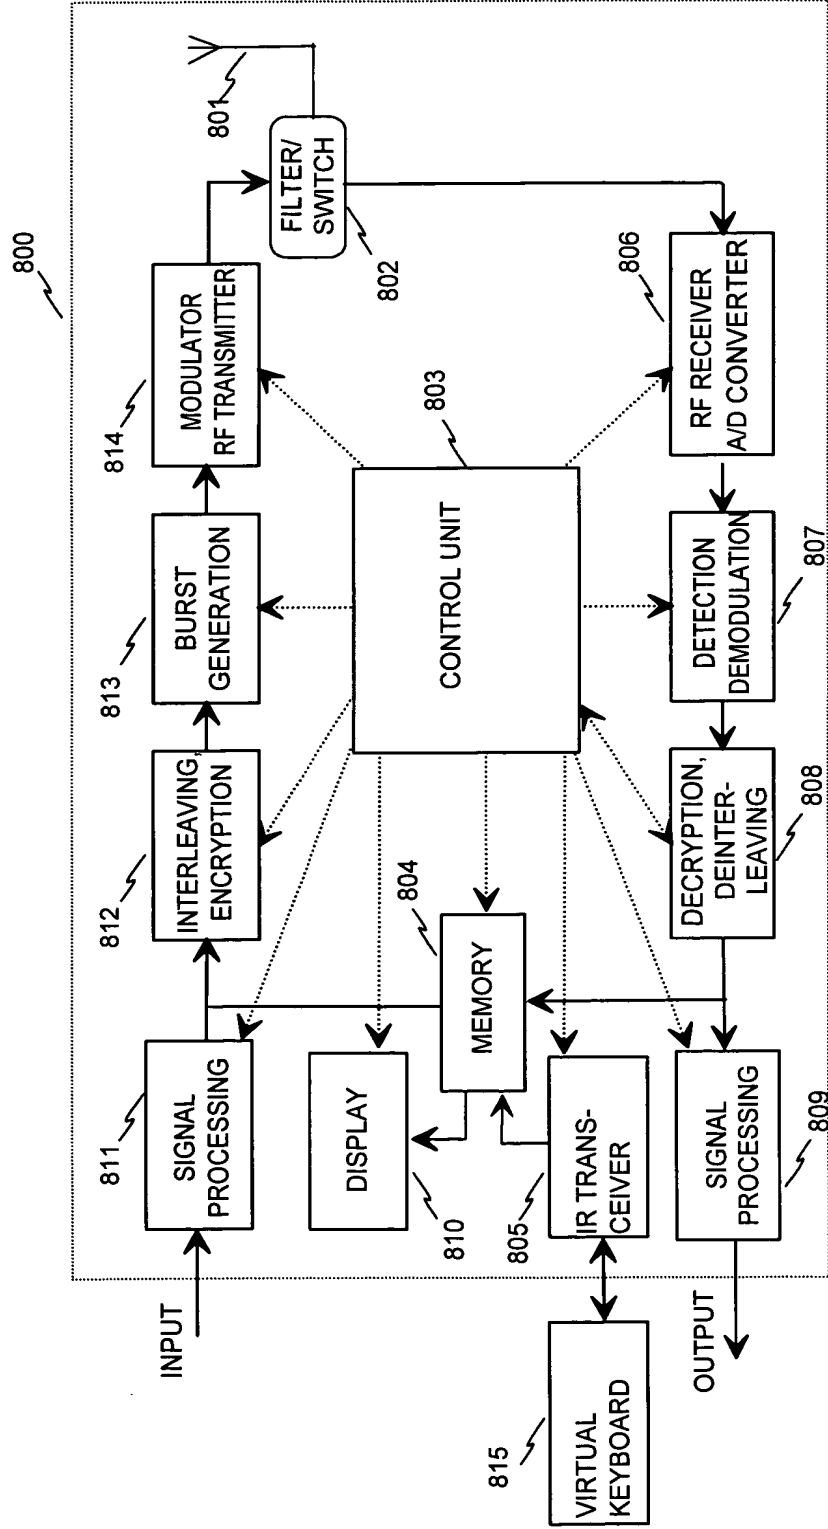 800
801
FILTER/
SWITCH
802
814
MODULATOR
RF TRANSMITTER
813
BURST
GENERATION
812
INTERLEAVING,
ENCRYPTION
811
SIGNAL
PROCESSING
INPUT
803
CONTROL UNIT
804
MEMORY
DISPLAY
810
805
IR TRANS-
CEIVER
815
VIRTUAL
KEYBOARD
806
RF RECEIVER
A/D CONVERTER
DETECTION
DEMODULATION
807
DECRYPTION,
DEINTER-
LEAVING
808
SIGNAL
PROCESSING
809
OUTPUT